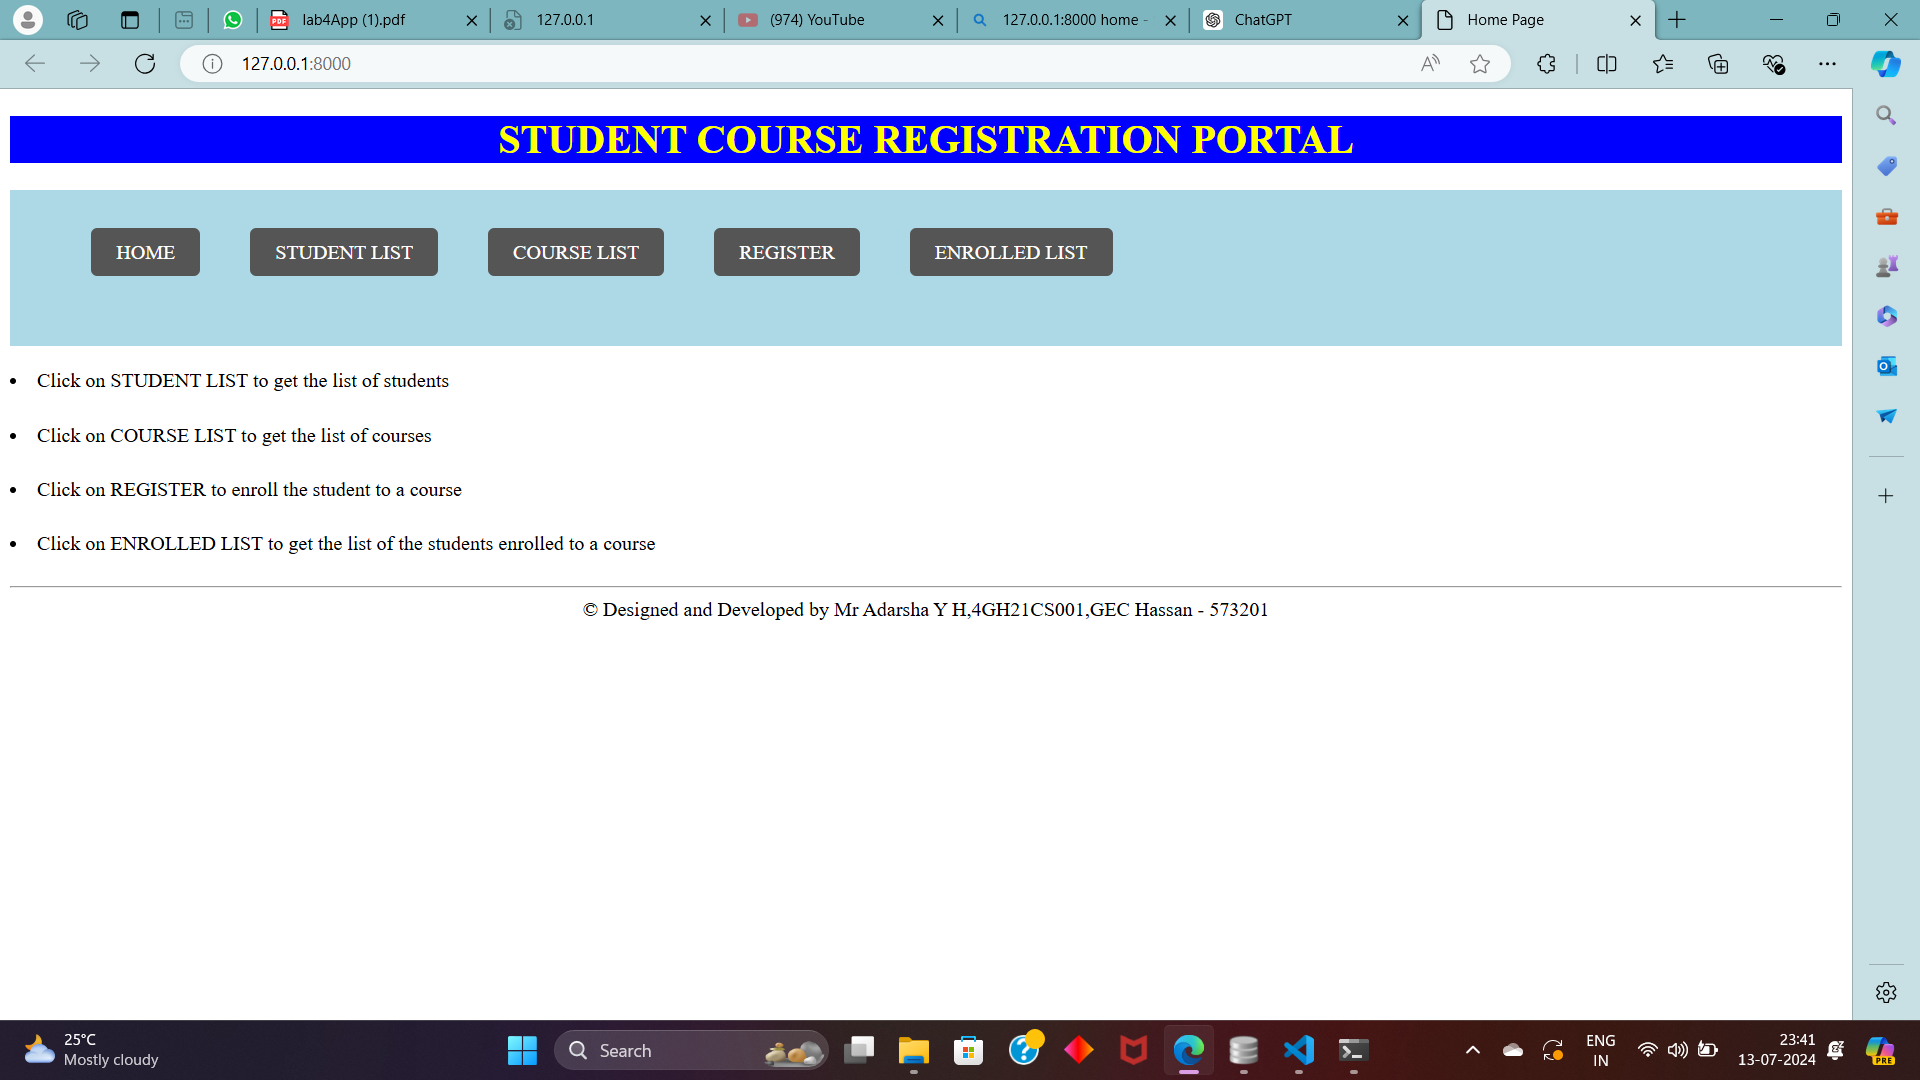 lab4App (1).pdf
127.0.0.1
(974) YouTube
127.0.0.1:8000 home -
ChatGPT
Home Page
127.0.0.1:8000
STUDENT COURSE REGISTRATION PORTAL
HOME
STUDENT LIST
COURSE LIST
REGISTER
ENROLLED LIST
• Click on STUDENT LIST to get the list of students
• Click on COURSE LIST to get the list of courses
• Click on REGISTER to enroll the student to a course
• Click on ENROLLED LIST to get the list of the students enrolled to a course
© Designed and Developed by Mr Adarsha Y H,4GH21CS001,GEC Hassan - 573201
25°C
Mostly cloudy
Search
ENG
IN
23:41
13-07-2024
PRE